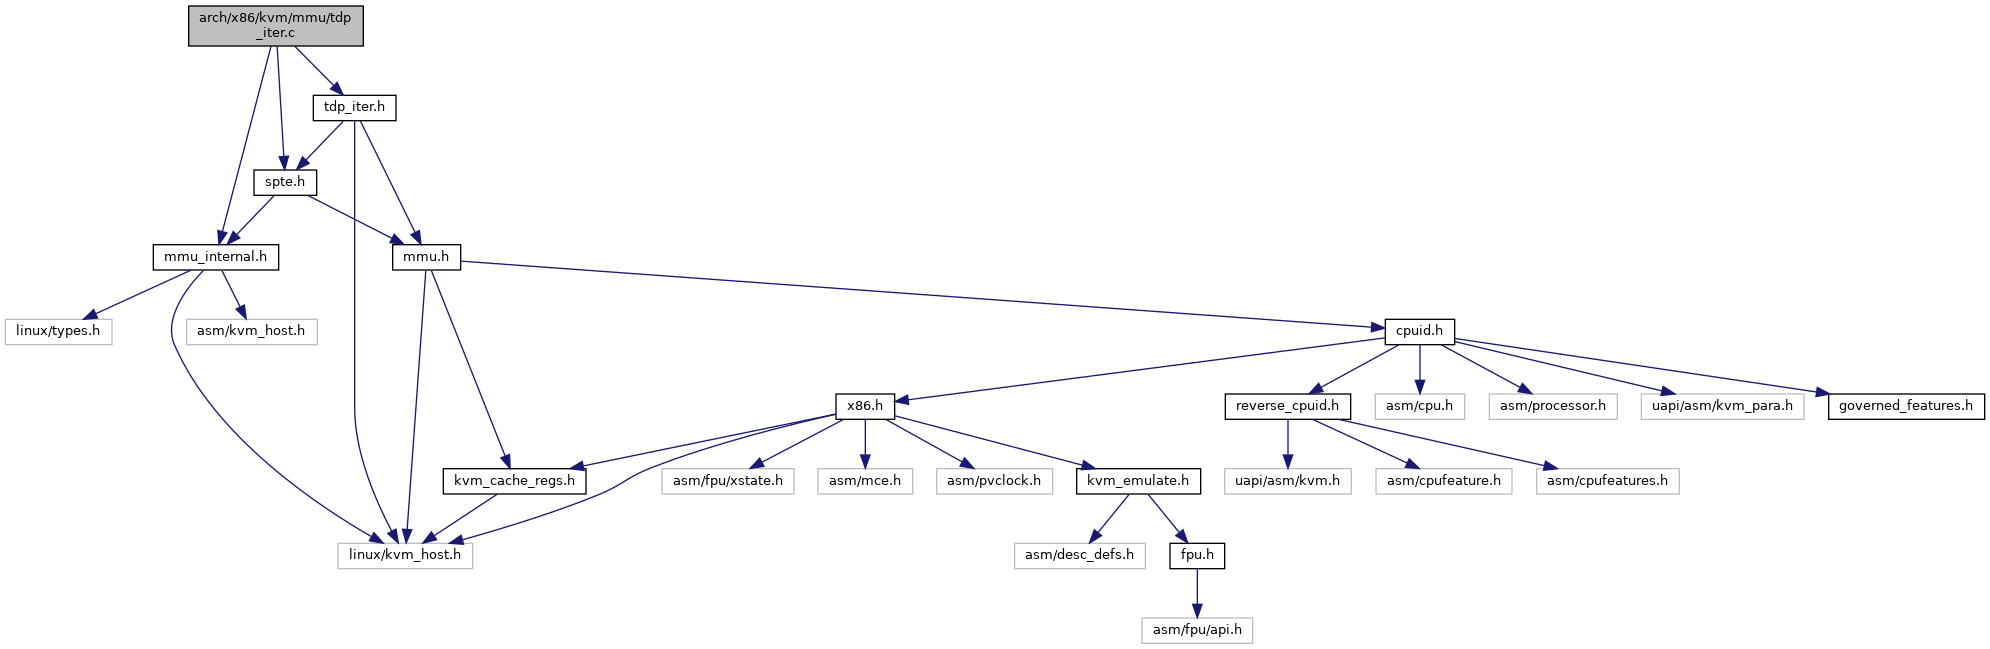 arch/x86/kvm/mmu/tdp
_iter.c
tdp_iter.h
spte.h
mmu_internal.h
mmu.h
linux/types.h
asm/kvm_host.h
cpuid.h
x86.h
reverse_cpuid.h
asm/cpu.h
asm/processor.h
uapi/asm/kvm_para.h
governed_features.h
kvm_cache_regs.h
asm/fpu/xstate.h
asm/mce.h
asm/pvclock.h
kvm_emulate.h
uapi/asm/kvm.h
asm/cpufeature.h
asm/cpufeatures.h
linux/kvm_host.h
asm/desc_defs.h
fpu.h
asm/fpu/api.h